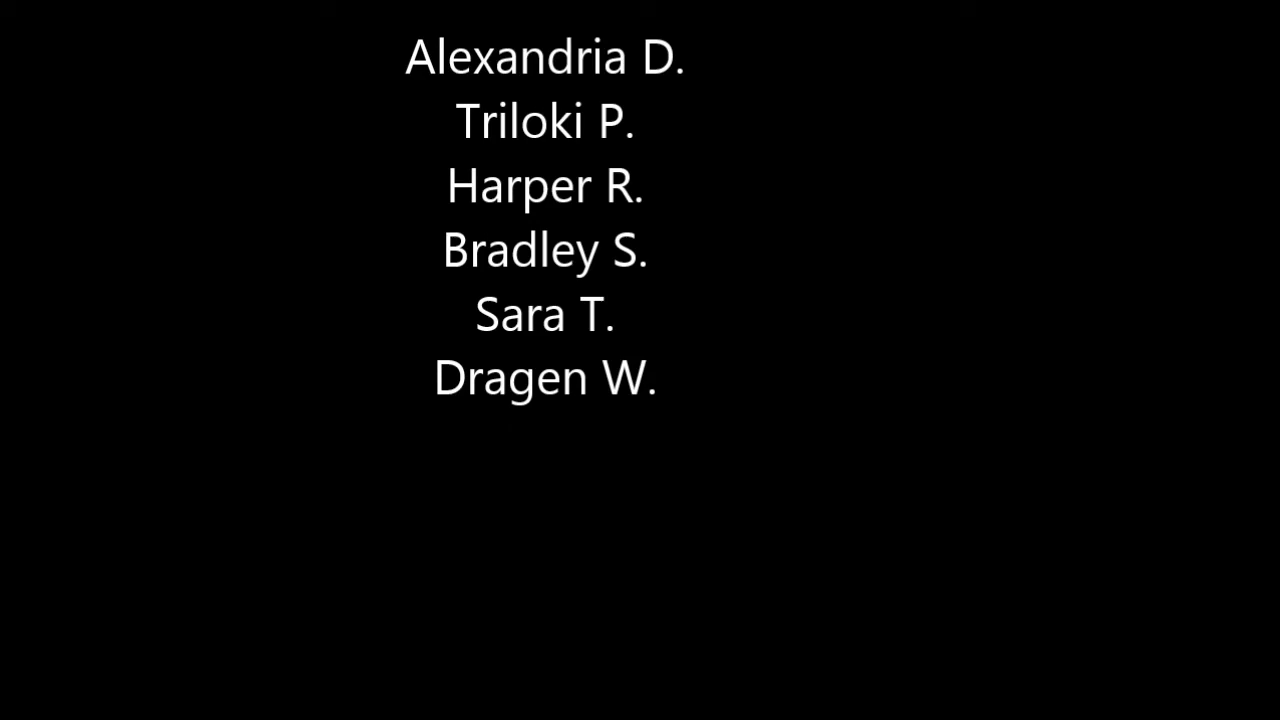 Alexandria D.
Triloki P.
Harper R.
Bradley S.
Sara T.
Dragen W.